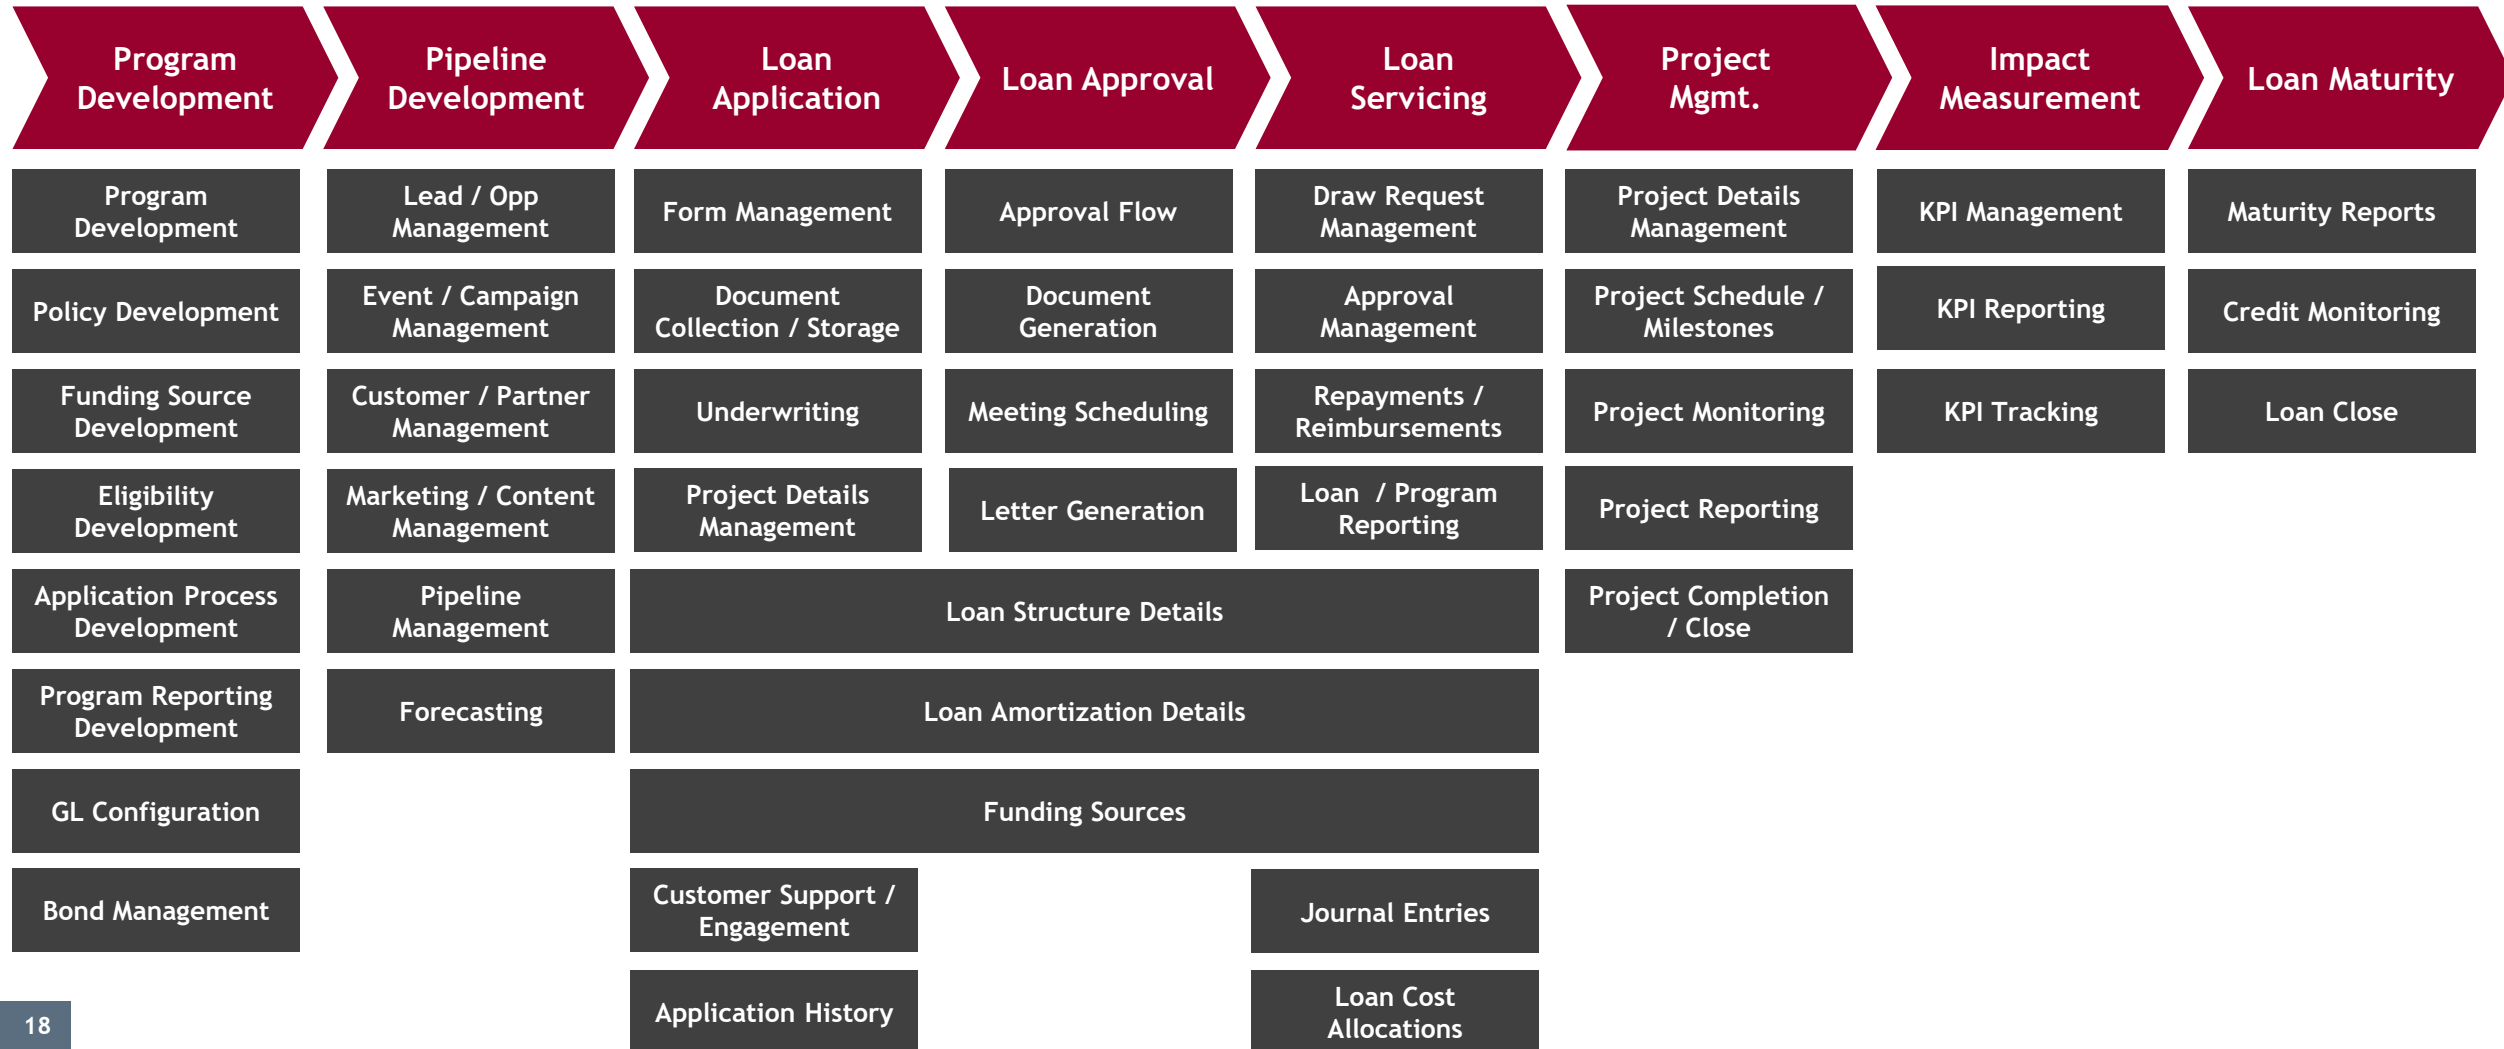 Program
Development
Pipeline
Development
Loan
Application
Loan Approval
Loan
Servicing
Project
Mgmt.
Impact
Measurement
Loan Maturity
Program
Development
Lead / Opp
Management
Form Management
Approval Flow
Draw Request
Management
Project Details
Management
KPI Management
Maturity Reports
Policy Development
Event / Campaign
Management
Document
Collection / Storage
Document
Generation
Approval
Management
Project Schedule /
Milestones
KPI Reporting
Credit Monitoring
Funding Source
Development
Customer / Partner
Management
Underwriting
Meeting Scheduling
Repayments /
Reimbursements
Project Monitoring
KPI Tracking
Loan Close
Eligibility
Development
Marketing / Content
Management
Project Details
Management
Letter Generation
Loan  / Program
Reporting
Project Reporting
Application Process
Development
Pipeline
Management
Loan Structure Details
Project Completion
/ Close
Program Reporting
Development
Forecasting
Loan Amortization Details
GL Configuration
Funding Sources
Bond Management
Customer Support /
Engagement
Journal Entries
Application History
Loan Cost
Allocations
18